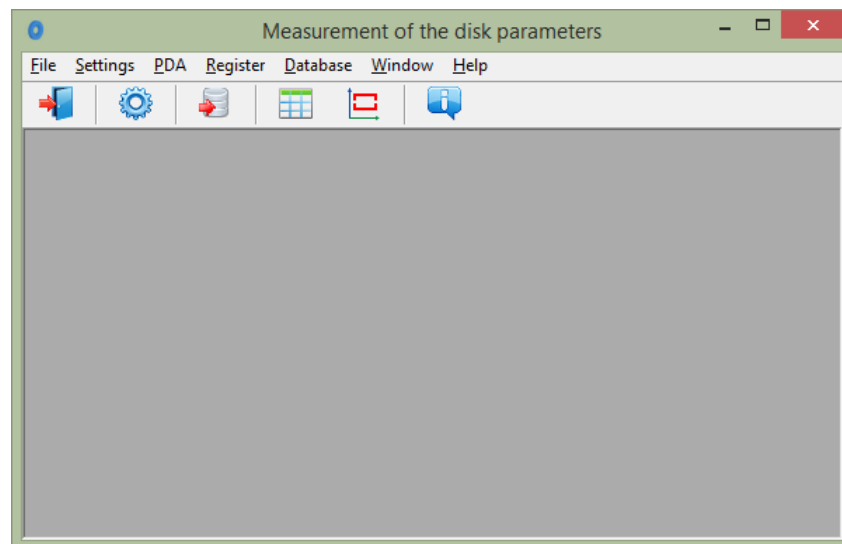 Measurement of the disk parameters
File Settings PDA Register Database Window Help